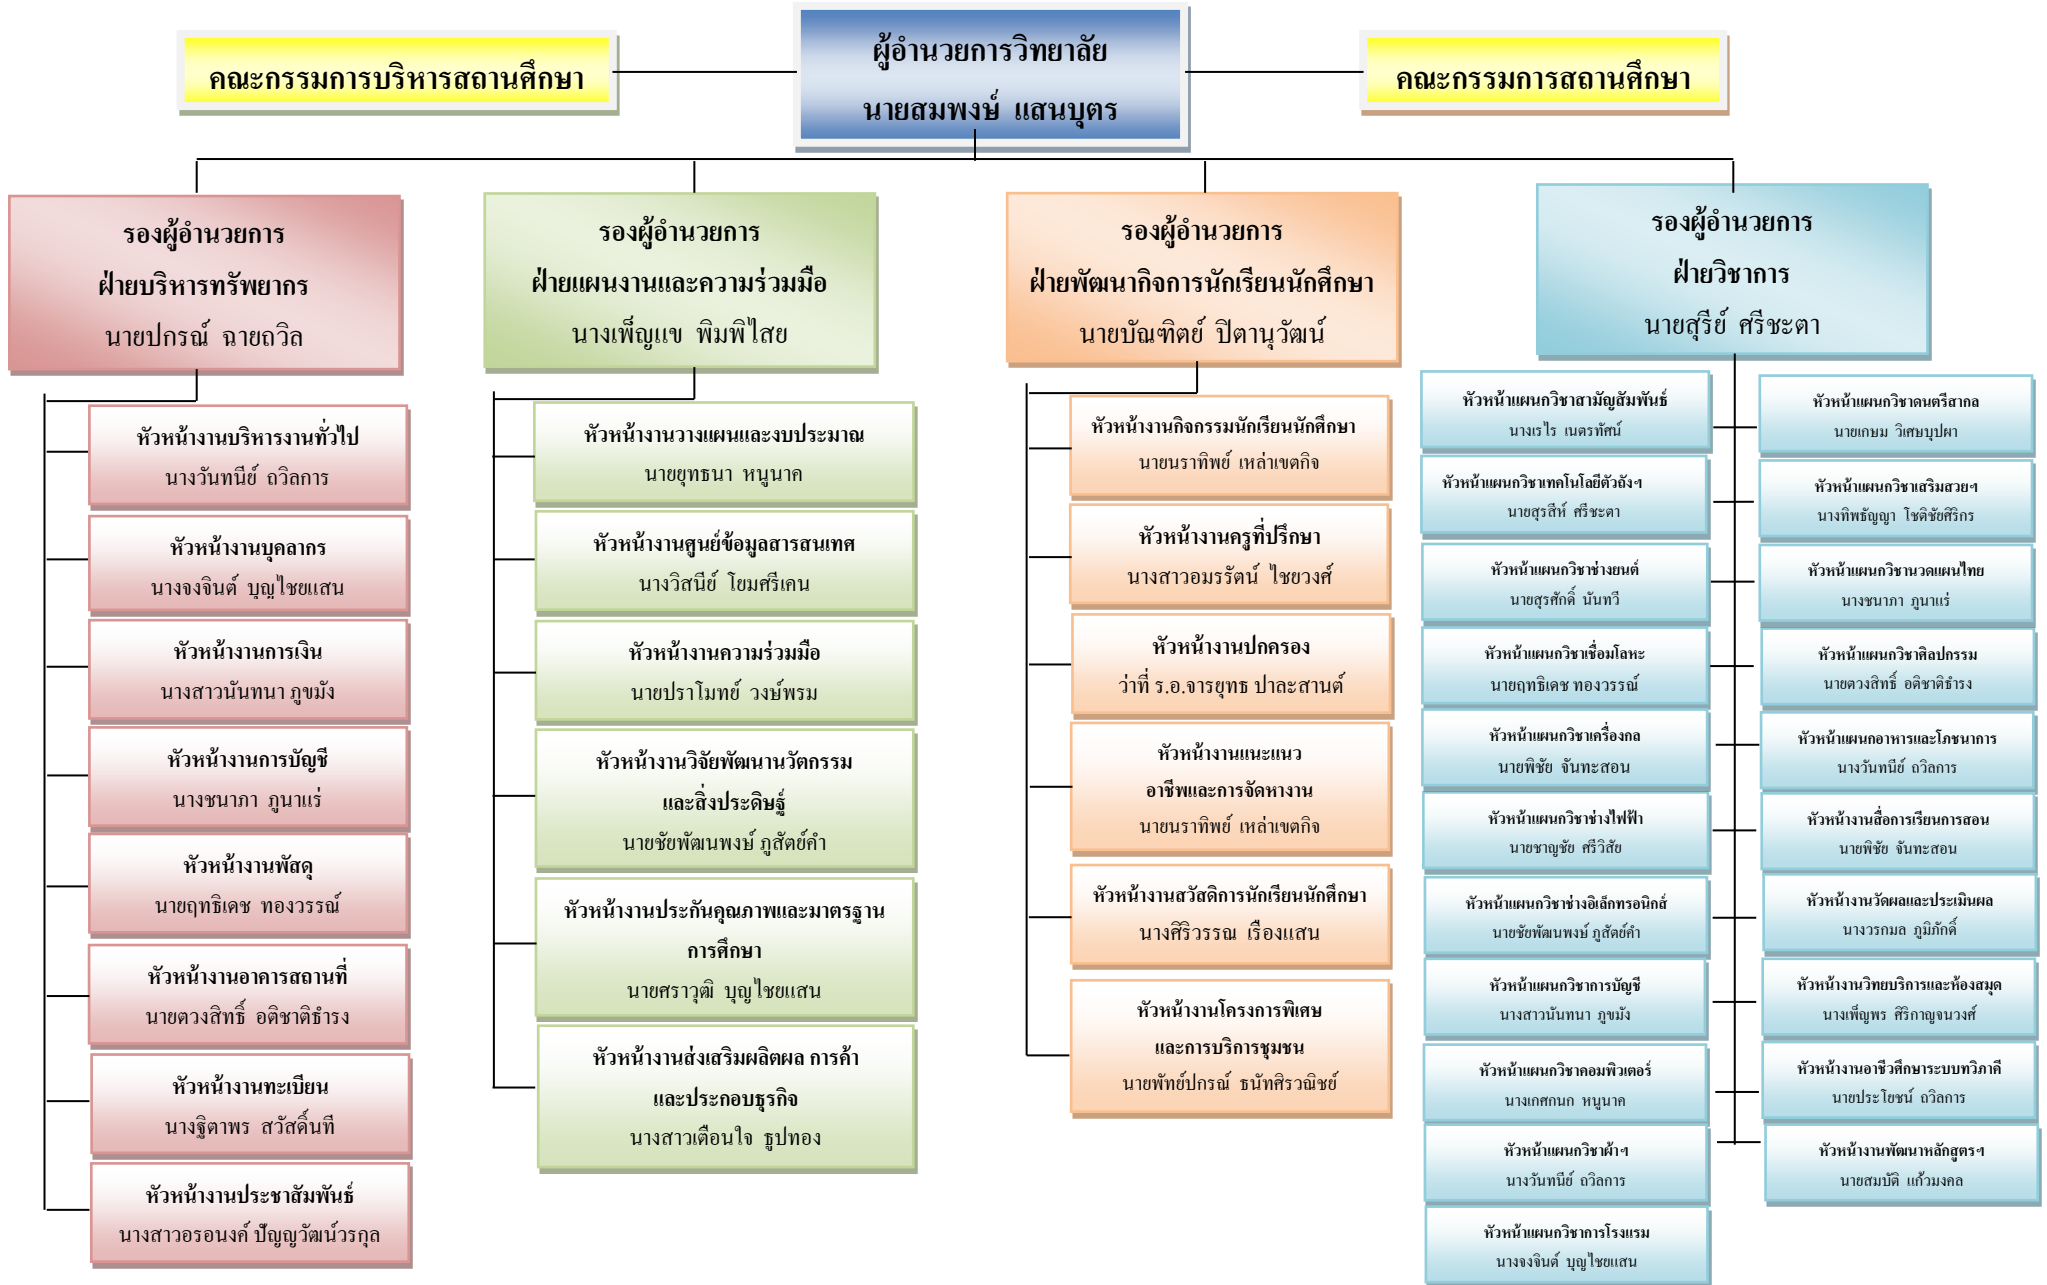 คณะกรรมการบริหารสถานศึกษา
ผู้อำนวยการวิทยาลัย
นายสมพงษ์ แสนบุตร
คณะกรรมการสถานศึกษา
รองผู้อำนวยการ
ฝ่ายบริหารทรัพยากร
นายปกรณ์ ฉายถวิล
หัวหน้างานบริหารงานทั่วไป
นางวันทนีย์ ถวิลการ
หัวหน้างานบุคลากร
นางจงจินต์ บุญไชยแสน
หัวหน้างานการเงิน
นางสาวนันทนา ภูขมัง
หัวหน้างานการบัญชี
นางชนาภา ภูนาแร่
หัวหน้างานพัสดุ
นายฤทธิเดช ทองวรรณ์
หัวหน้างานอาคารสถานที่
นายตวงสิทธิ์ อติชาติธำรง
หัวหน้างานทะเบียน
นางฐิตาพร สวัสดิ์นที
หัวหน้างานประชาสัมพันธ์
นางสาวอรอนงค์ ปัญญวัฒน์วรกุล
รองผู้อำนวยการ
ฝ่ายแผนงานและความร่วมมือ
นางเพ็ญแข พิมพิไสย
หัวหน้างานวางแผนและงบประมาณ
นายยุทธนา หนูนาค
หัวหน้างานศูนย์ข้อมูลสารสนเทศ
นางวิสนีย์ โยมศรีเคน
หัวหน้างานความร่วมมือ
นายปราโมทย์ วงษ์พรม
หัวหน้างานวิจัยพัฒนานวัตกรรม
และสิ่งประดิษฐ์
นายชัยพัฒนพงษ์ ภูสัตย์คำ
หัวหน้างานประกันคุณภาพและมาตรฐาน
การศึกษา
นายศราวุฒิ บุญไชยแสน
หัวหน้างานส่งเสริมผลิตผล การค้า
และประกอบธุรกิจ
นางสาวเตือนใจ ฐูปทอง
รองผู้อำนวยการ
ฝ่ายพัฒนากิจการนักเรียนนักศึกษา
นายบัณฑิตย์ ปิตานุวัฒน์
หัวหน้างานกิจกรรมนักเรียนนักศึกษา
นายนราทิพย์ เหล่าเขตกิจ
หัวหน้างานครูที่ปรึกษา
นางสาวอมรรัตน์ ไชยวงศ์
หัวหน้างานปกครอง
ว่าที่ ร.อ.จารยุทธ ปาละสานต์
หัวหน้างานแนะแนว
อาชีพและการจัดหางาน
นายนราทิพย์ เหล่าเขตกิจ
หัวหน้างานสวัสดิการนักเรียนนักศึกษา
นางศิริวรรณ เรืองแสน
หัวหน้างานโครงการพิเศษ
และการบริการชุมชน
นายพัทย์ปกรณ์ ธนัทศิรวณิชย์
รองผู้อำนวยการ
ฝ่ายวิชาการ
นายสุรีย์ ศรีชะตา
หัวหน้าแผนกวิชาสามัญสัมพันธ์
นางเรไร เนตรทัศน์
หัวหน้าแผนกวิชาเทคโนโลยีตัวถังฯ
นายสุรสีห์ ศรีชะตา
หัวหน้าแผนกวิชาช่างยนต์
นายสุรศักดิ์ นันทวี
หัวหน้าแผนกวิชาเชื่อมโลหะ
นายฤทธิเดช ทองวรรณ์
หัวหน้าแผนกวิชาเครื่องกล
นายพิชัย จันทะสอน
หัวหน้าแผนกวิชาช่างไฟฟ้า
นายชาญชัย ศรีวิสัย
หัวหน้าแผนกวิชาช่างอิเล็กทรอนิกส์
นายชัยพัฒนพงษ์ ภูสัตย์คำ
หัวหน้าแผนกวิชาการบัญชี
นางสาวนันทนา ภูขมัง
หัวหน้าแผนกวิชาคอมพิวเตอร์
นางเกศกนก หนูนาค
หัวหน้าแผนกวิชาผ้าฯ
นางวันทนีย์ ถวิลการ
หัวหน้าแผนกวิชาการโรงแรม
นางจงจินต์ บุญไชยแสน
หัวหน้าแผนกวิชาดนตรีสากล
นายเกษม วิเศษบุปผา
หัวหน้าแผนกวิชาเสริมสวยฯ
นางทิพธัญญา โชติชัยศิริกร
หัวหน้าแผนกวิชานวดแผนไทย
นางชนาภา ภูนาแร่
หัวหน้าแผนกวิชาศิลปกรรม
นายตวงสิทธิ์ อติชาติธำรง
หัวหน้าแผนกอาหารและโภชนาการ
นางวันทนีย์ ถวิลการ
หัวหน้างานสื่อการเรียนการสอน
นายพิชัย จันทะสอน
หัวหน้างานวัดผลและประเมินผล
นางวรกมล ภูมิภักดิ์
หัวหน้างานวิทยบริการและห้องสมุด
นางเพ็ญพร ศิริกาญจนวงศ์
หัวหน้างานอาชีวศึกษาระบบทวิภาคี
นายประโยชน์ ถวิลการ
หัวหน้างานพัฒนาหลักสูตรฯ
นายสมบัติ แก้วมงคล